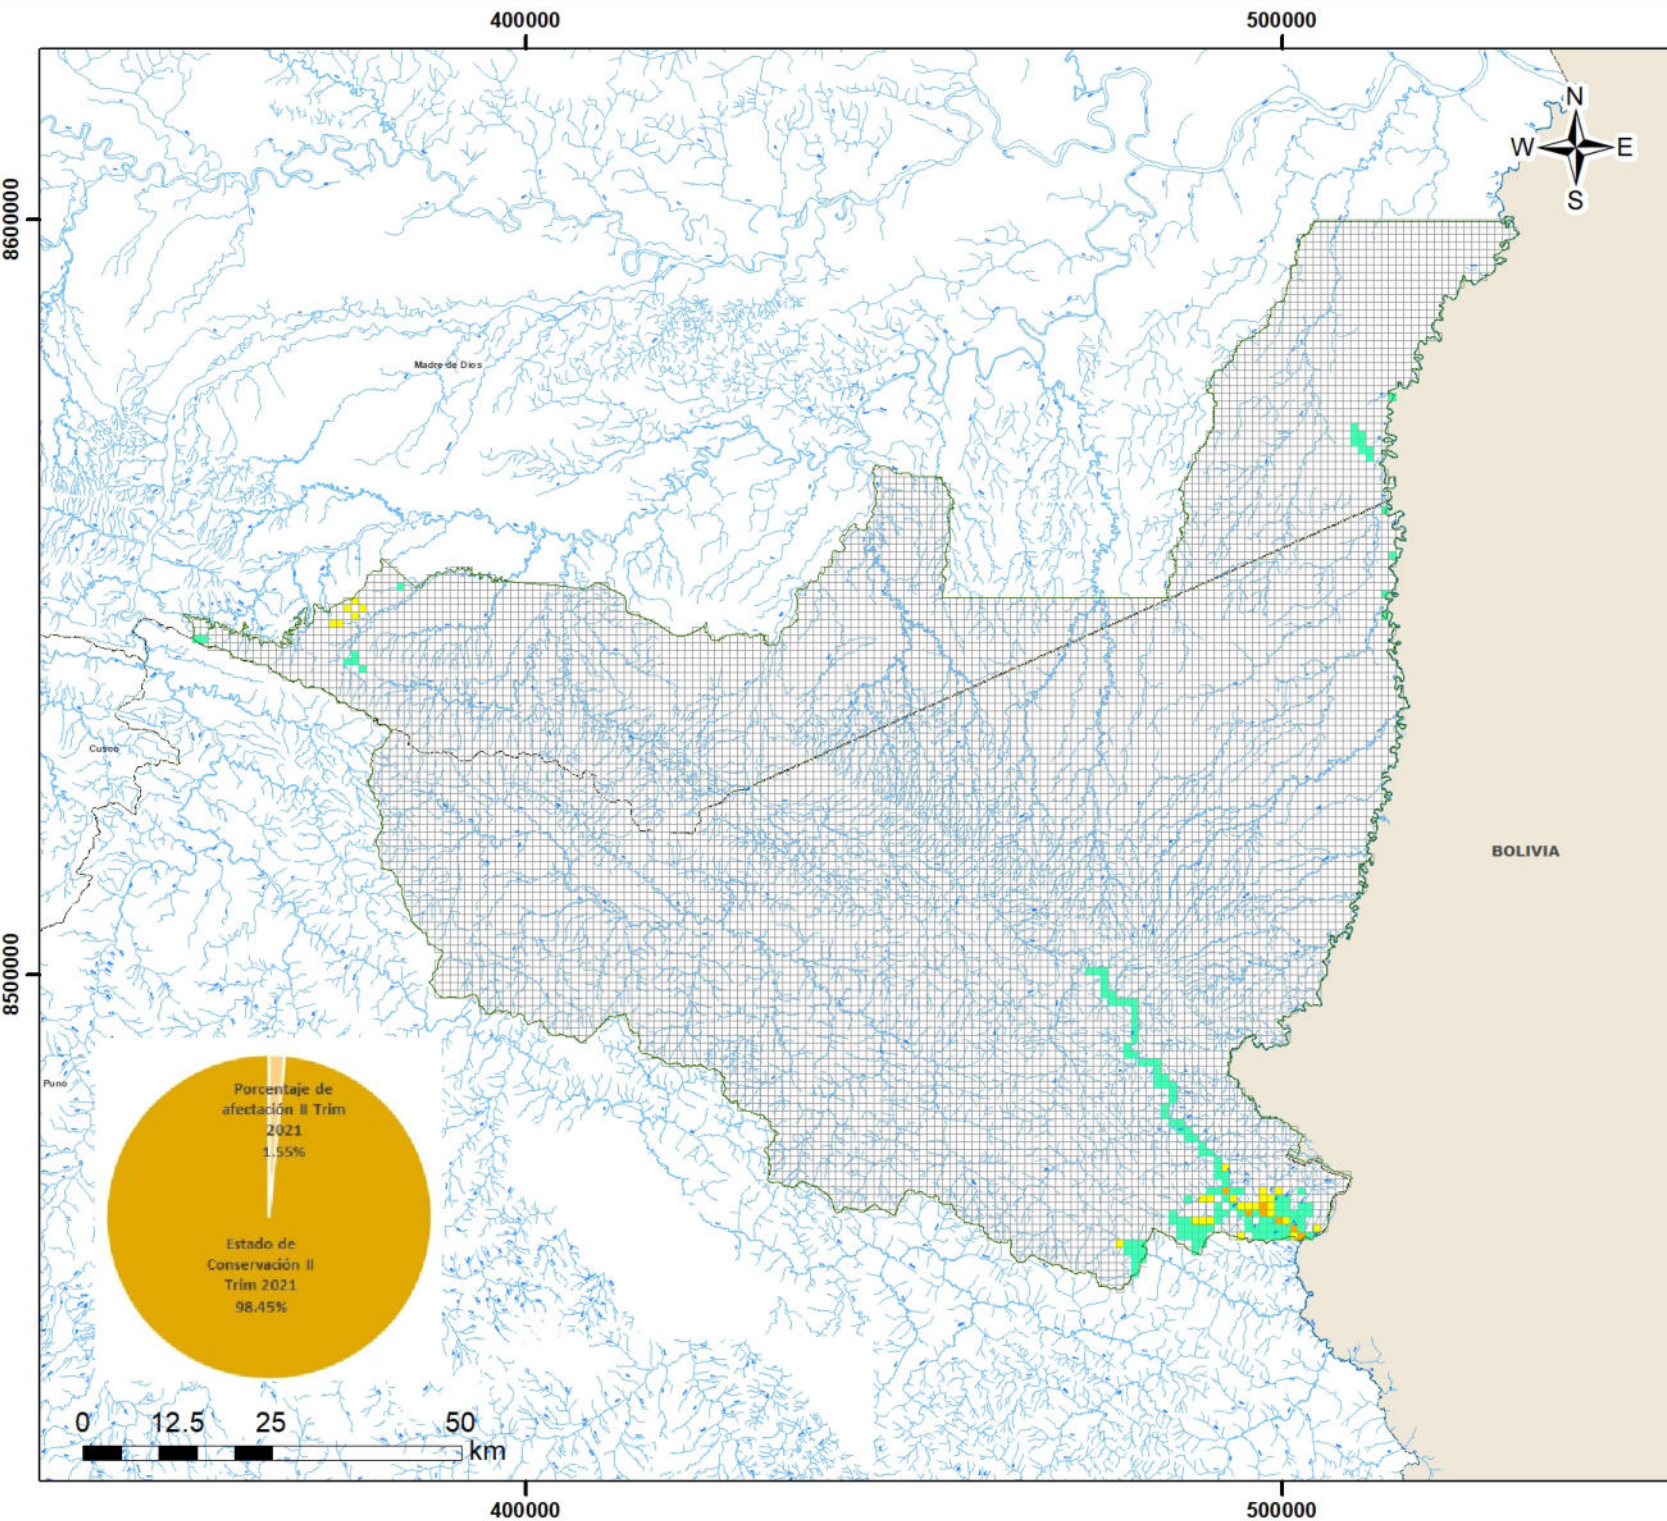 400000
500000
N
W
E
S
8600000
Madre de Dios
Cusco
BOLIVIA
8500000
Puno
Porcentaje de
afectación II Trim
2021
1.55%
Estado de
Conservación II
Trim 2021
98.45%
0
12.5
25
50
km
400000
500000